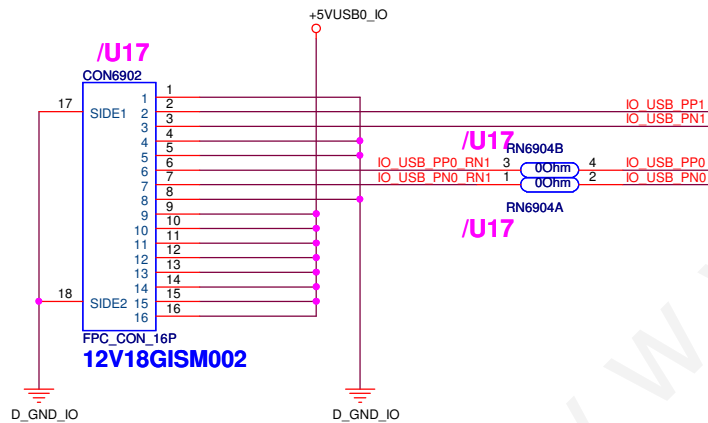 +5VUSB0_IO
/U17
CON6902
17 SIDE1
18 SIDE2
1 1
2 2 IO_USB_PP1
3 3 IO_USB_PN1
4 4
5 5
/U17
RN6904B
6 6 IO_USB_PP0_RN1 3 0Ohm 4 IO_USB_PP0
7 7 IO_USB_PN0_RN1 1 0Ohm 2 IO_USB_PN0
RN6904A
/U17
8 8
9 9
10 10
11 11
12 12
13 13
14 14
15 15
16 16
FPC_CON_16P
12V18GISM002
D_GND_IO
D_GND_IO
W